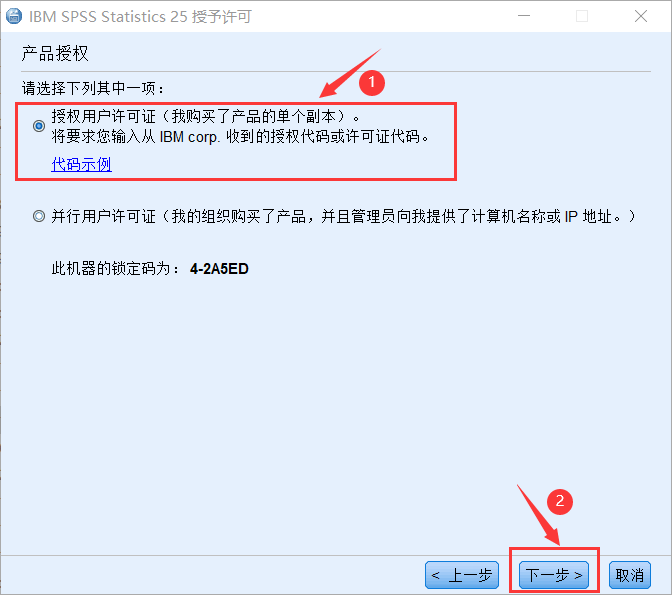 IBM SPSS Statistics 25 授予许可
产品授权
请选择下列其中一项：
1
授权用户许可证（我购买了产品的单个副本）。
将要求您输入从 IBM corp. 收到的授权代码或许可证代码。
代码示例
并行用户许可证（我的组织购买了产品，并且管理员向我提供了计算机名称或 IP 地址。）
此机器的锁定码为： 4-2A5ED
2
< 上一步
下一步 >
取消